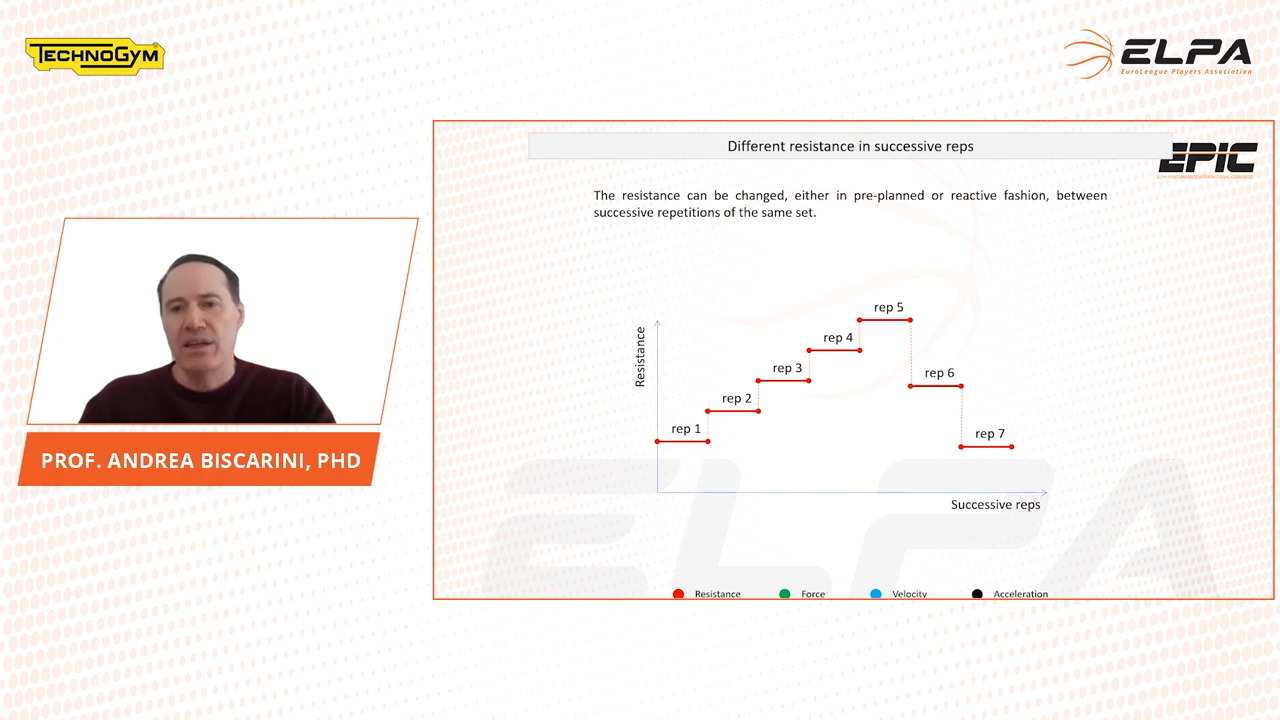 TECHNOGYM
ELPA
EuroLeague Players Association
Different resistance in successive reps
EPIC
The resistance can be changed, either in pre-planned or reactive fashion, between
successive repetitions of the same set.
Resistance
rep 1
rep 2
rep 3
rep 4
rep 5
rep 6
rep 7
Successive reps
PROF. ANDREA BISCARINI, PHD
ELPA
Resistance Force Velocity Acceleration